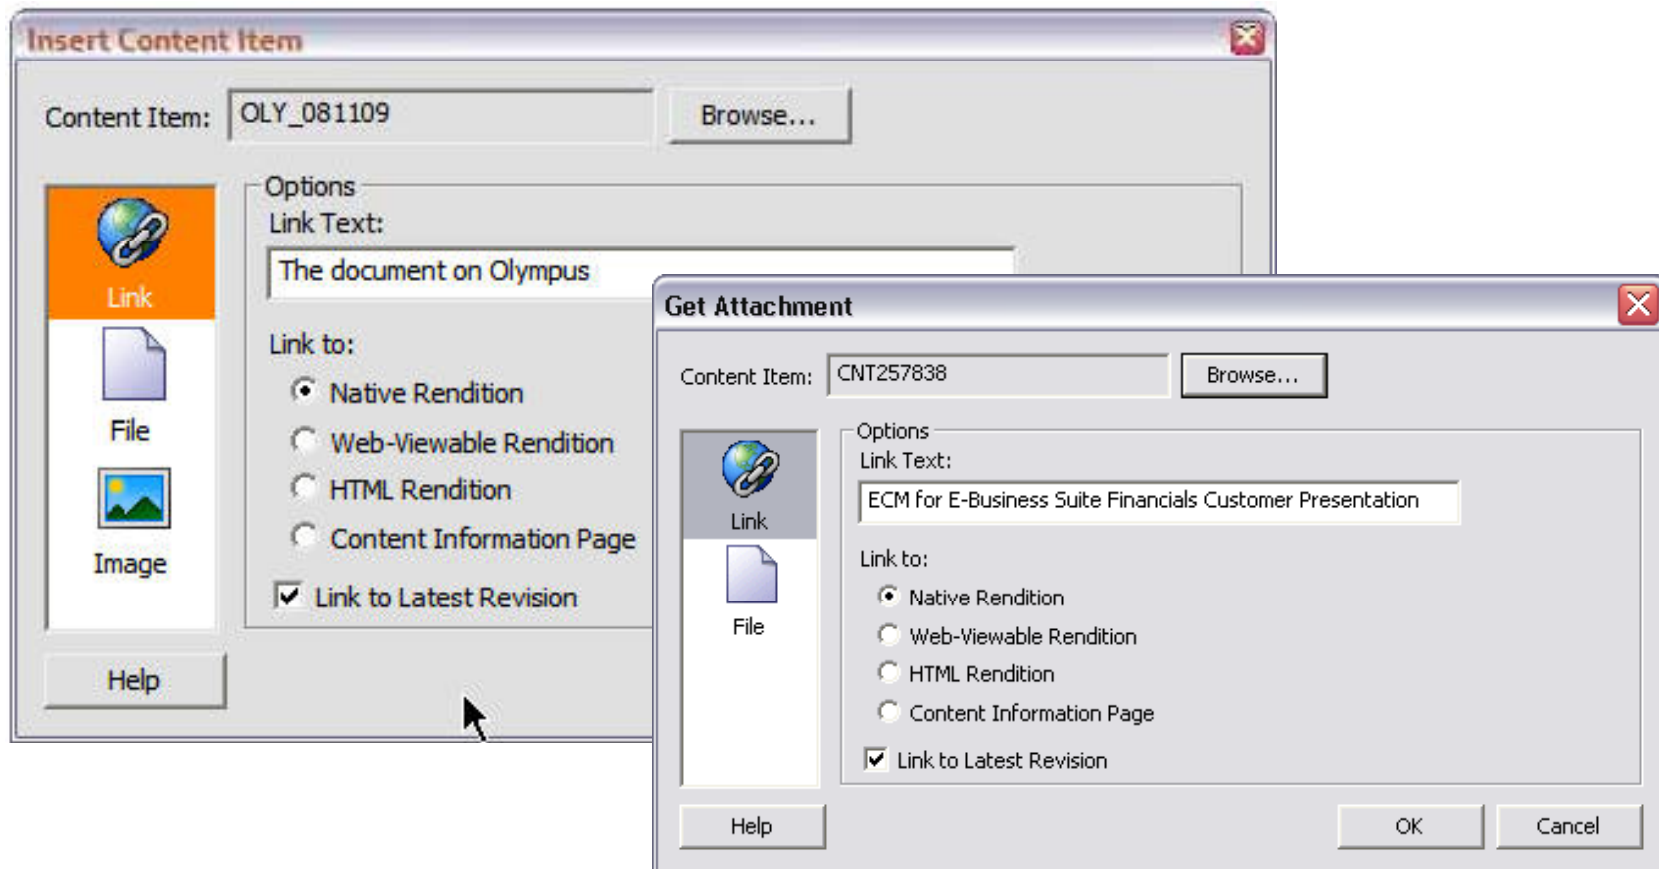 Insert Content Item
Content Item: OLY_081109 Browse...
Options
Link Text:
The document on Olympus
Link
Link to:
Native Rendition
Web-Viewable Rendition
HTML Rendition
Content Information Page
Link to Latest Revision
File
Image
Help
Get Attachment
Content Item: CNT257838 Browse...
Options
Link Text:
ECM for E-Business Suite Financials Customer Presentation
Link
Link to:
Native Rendition
Web-Viewable Rendition
HTML Rendition
Content Information Page
Link to Latest Revision
File
Help OK Cancel